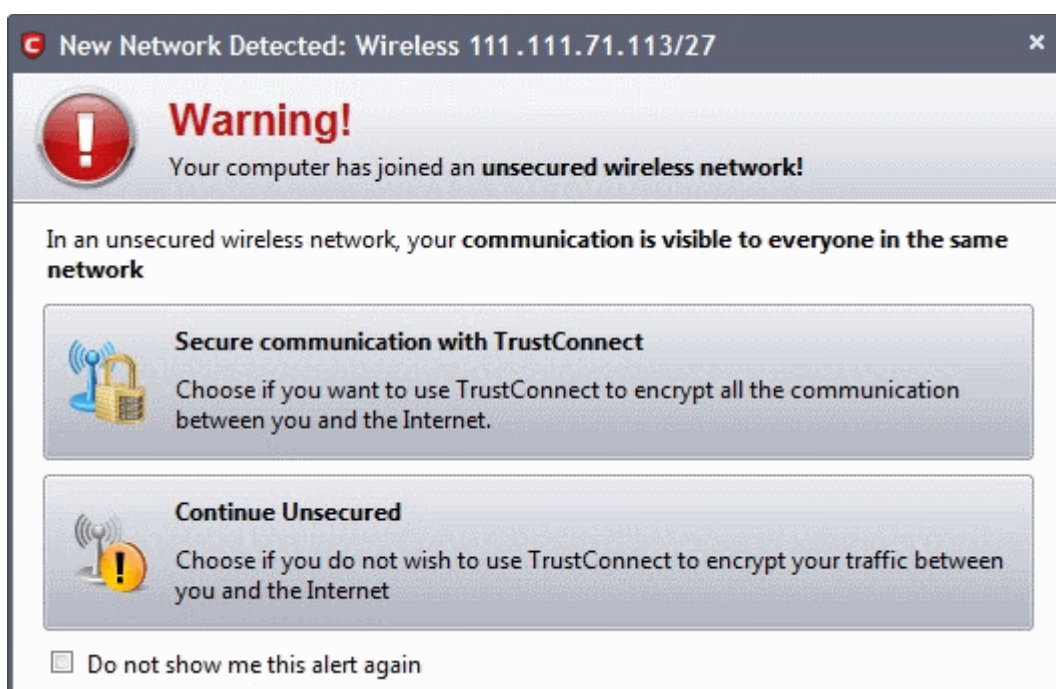 New Network Detected: Wireless 111.111.71.113/27
Warning!
Your computer has joined an unsecured wireless network!
In an unsecured wireless network, your communication is visible to everyone in the same
network
Secure communication with TrustConnect
Choose if you want to use TrustConnect to encrypt all the communication
between you and the Internet.
Continue Unsecured
Choose if you do not wish to use TrustConnect to encrypt your traffic between
you and the Internet
Do not show me this alert again